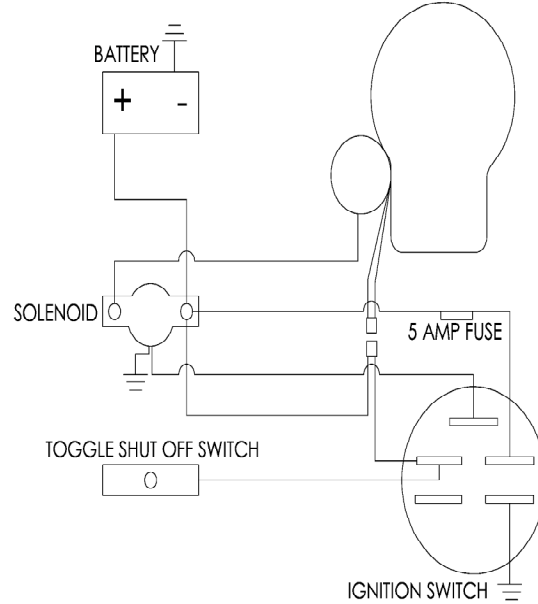 BATTERY
+ -
SOLENOID
5 AMP FUSE
TOGGLE SHUT OFF SWITCH
IGNITION SWITCH